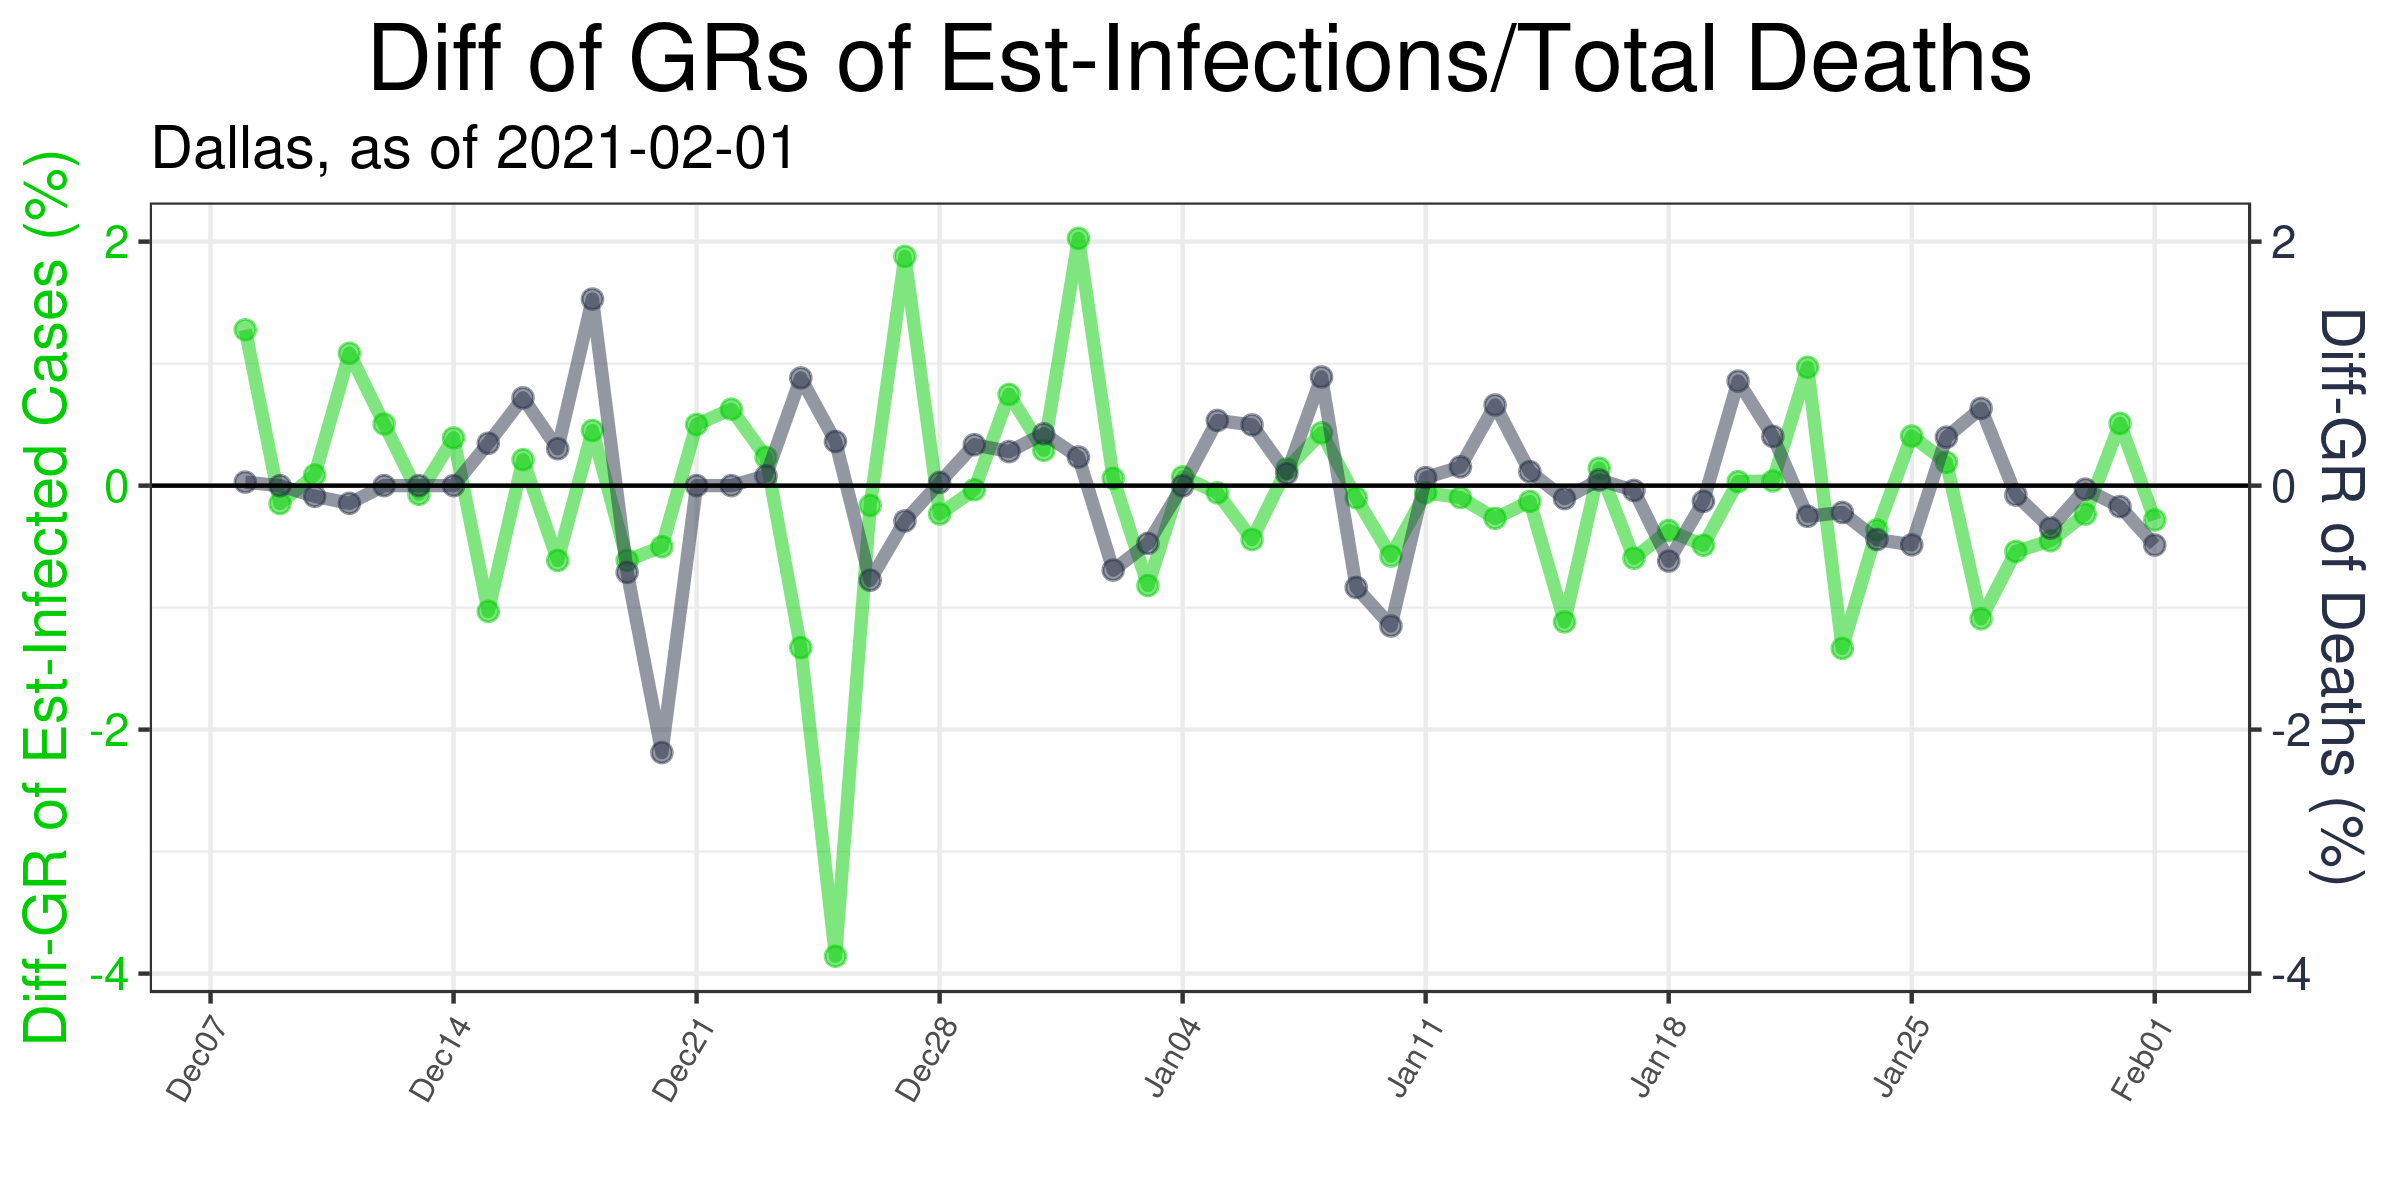 Diff of GRs of Est-Infections/Total Deaths
Dallas, as of 2021-02-01
Diff-GR of Est-Infected Cases (%)
2
0
-2
-4
2
0
-2
-4
Diff-GR of Deaths (%)
Dec07
Dec14
Dec21
Dec28
Jan04
Jan11
Jan18
Jan25
Feb01